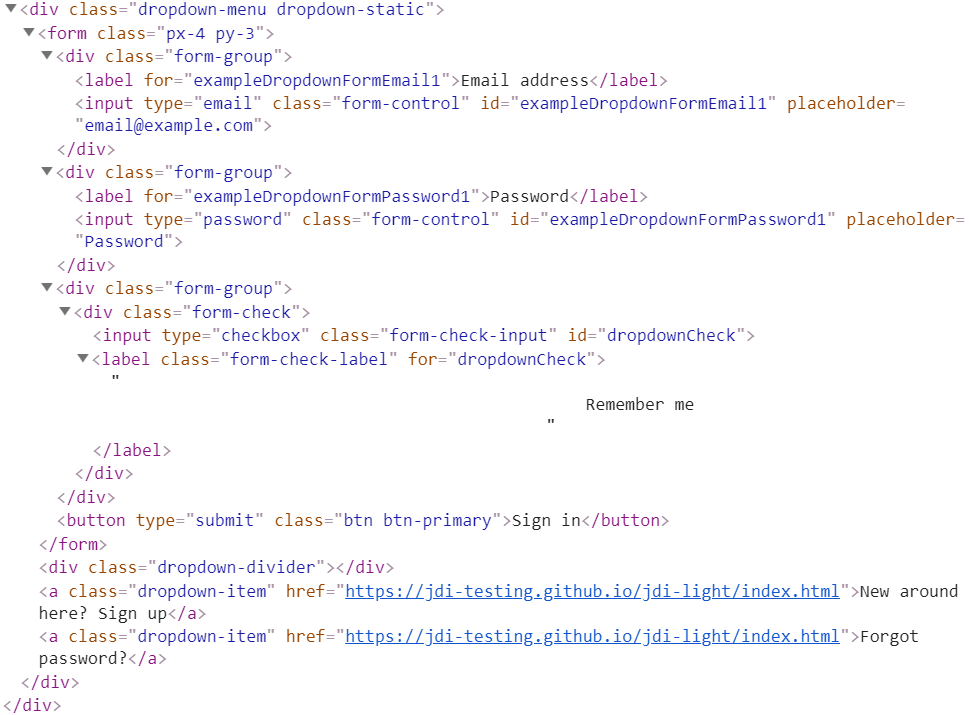 ▼<div class="dropdown-menu dropdown-static">
▼<form class="px-4 py-3">
▼<div class="form-group">
<label for="exampleDropdownFormEmail1">Email address</label>
<input type="email" class="form-control" id="exampleDropdownFormEmail1" placeholder=
"email@example.com">
</div>
▼<div class="form-group">
<label for="exampleDropdownFormPassword1">Password</label>
<input type="password" class="form-control" id="exampleDropdownFormPassword1" placeholder=
"Password">
</div>
▼<div class="form-group">
▼<div class="form-check">
<input type="checkbox" class="form-check-input" id="dropdownCheck">
▼<label class="form-check-label" for="dropdownCheck">
"
Remember me
"
</label>
</div>
</div>
<button type="submit" class="btn btn-primary">Sign in</button>
</form>
<div class="dropdown-divider"></div>
<a class="dropdown-item" href="https://jdi-testing.github.io/jdi-light/index.html">New around
here? Sign up</a>
<a class="dropdown-item" href="https://jdi-testing.github.io/jdi-light/index.html">Forgot
password?</a>
</div>
</div>